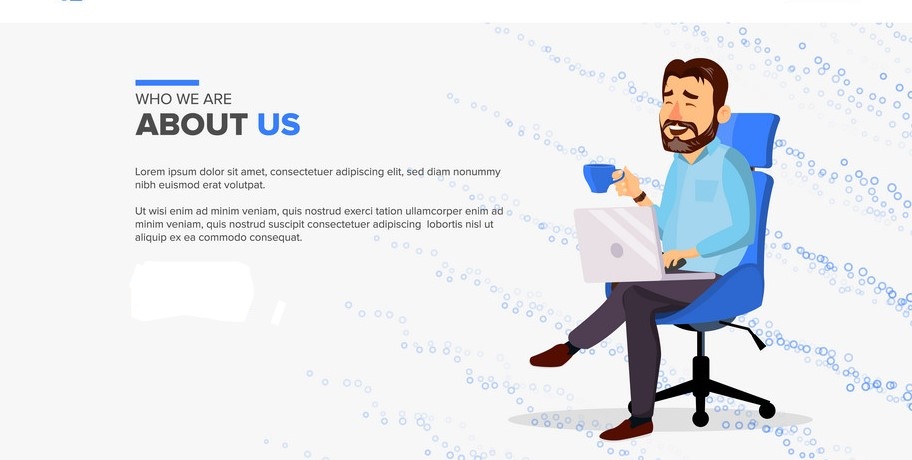 WHO WE ARE
ABOUT US
Lorem ipsum dolor sit amet, consectetuer adipiscing elit, sed diam nonummy
nibh euismod erat volutpat.
Ut wisi enim ad minim veniam, quis nostrud exerci tation ullamcorper enim ad
minim veniam, quis nostrud suscipit consectetuer adipiscing  lobortis nisl ut
aliquip ex ea commodo consequat.